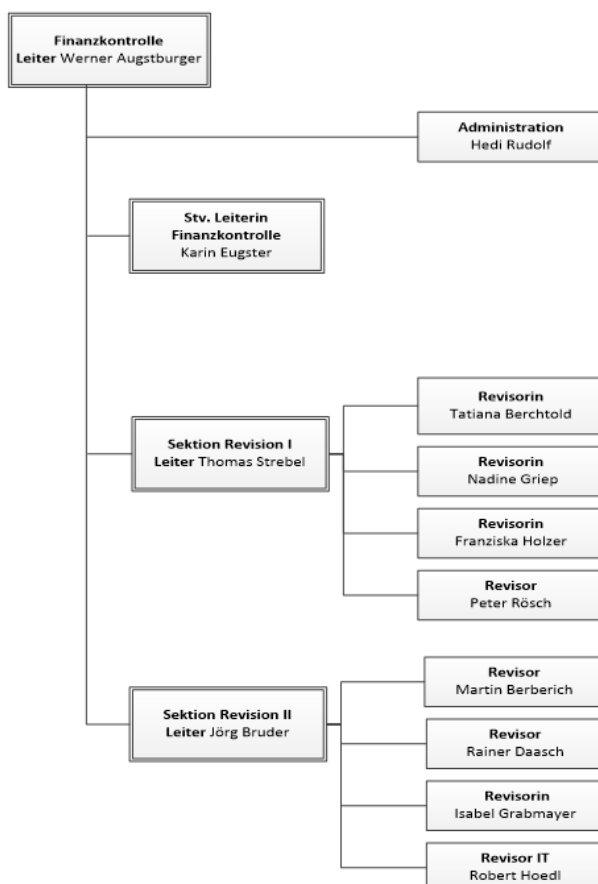 Finanzkontrolle
Leiter Werner Augstburger
Administration
Hedi Rudolf
Stv. Leiterin
Finanzkontrolle
Karin Eugster
Sektion Revision I
Leiter Thomas Strebel
Revisorin
Tatiana Berchtold
Revisorin
Nadine Griep
Revisorin
Franziska Holzer
Revisor
Peter Rösch
Sektion Revision II
Leiter Jörg Bruder
Revisor
Martin Berberich
Revisor
Rainer Daasch
Revisorin
Isabel Grabmayer
Revisor IT
Robert Hoedl